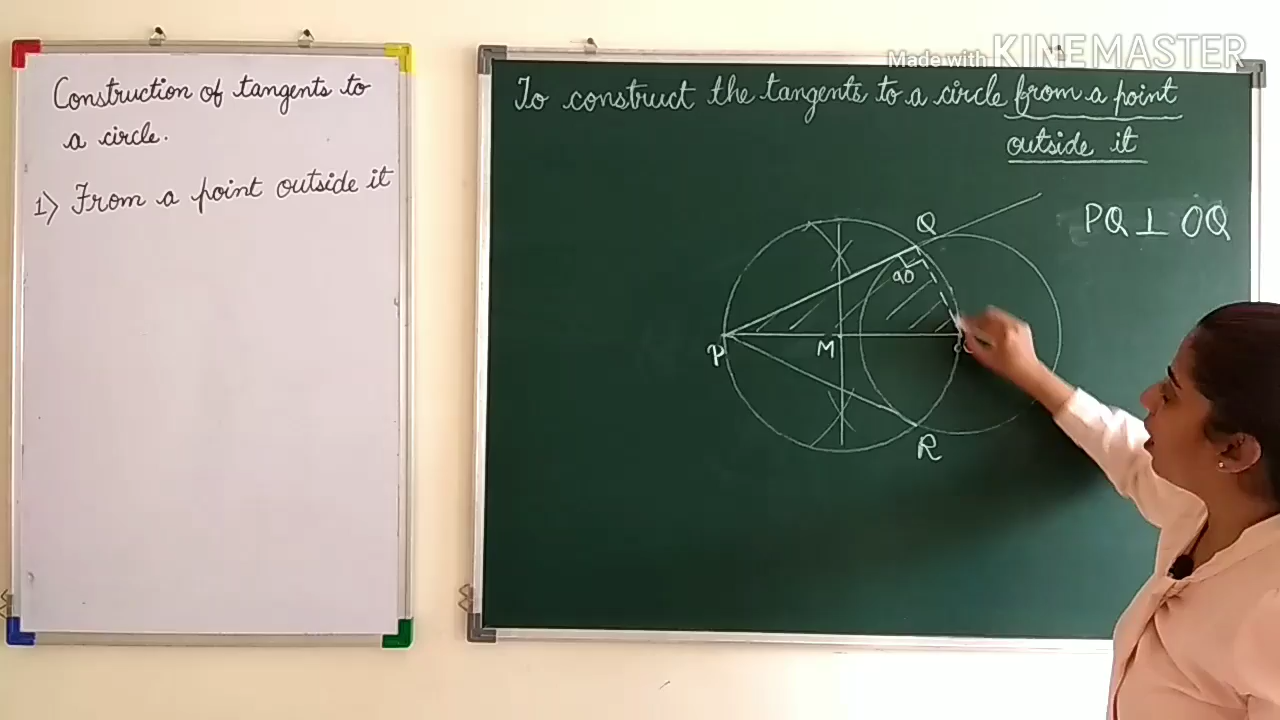 Construction of tangents to
a circle.
1) From a point outside it
Made with KINEMASTER
To construct the tangents to a circle from a point
outside it
PQ ⊥ OQ
Q
90
P
M
R